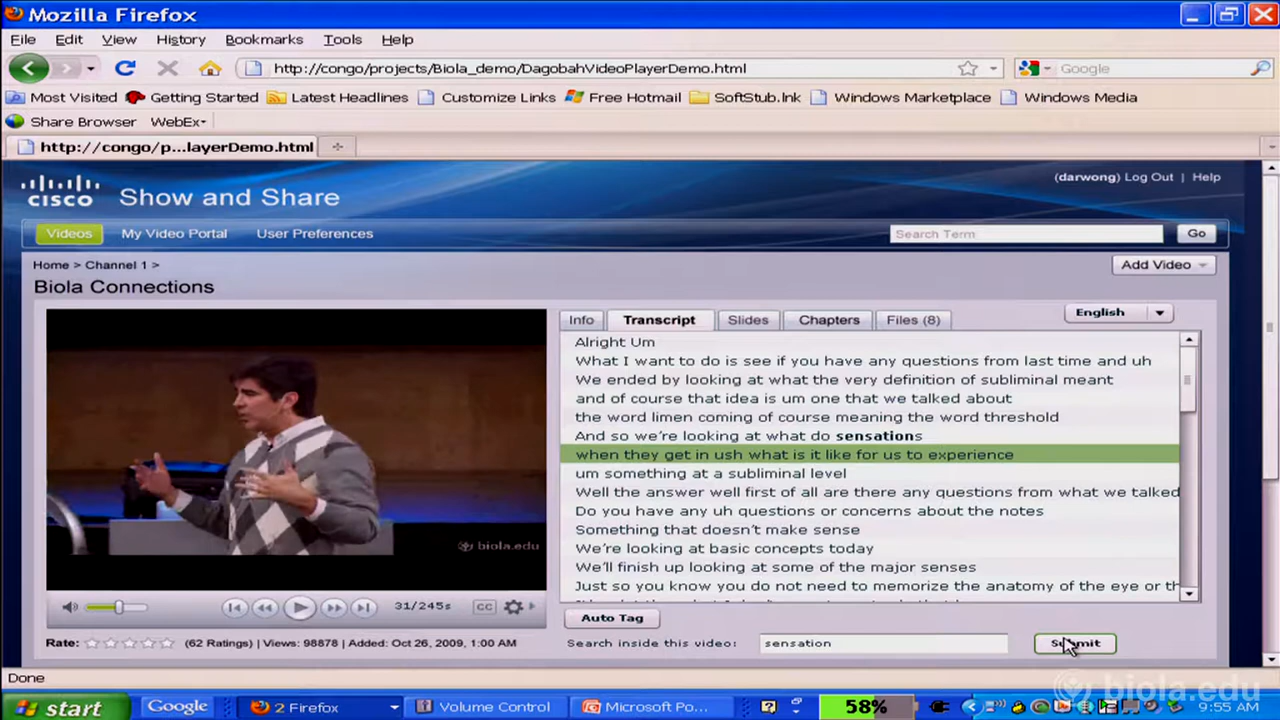 Mozilla Firefox
File Edit View History Bookmarks Tools Help
http://congo/projects/Biola_demo/DagobahVideoPlayerDemo.html Google
Most Visited Getting Started Latest Headlines Customize Links Free Hotmail SoftStub.lnk Windows Marketplace Windows Media
Share Browser WebEx
http://congo/p...layerDemo.html
CISCO Show and Share
(darwong) Log Out | Help
Videos My Video Portal User Preferences Search Term Go
Home > Channel 1 > Add Video
Biola Connections
Info Transcript Slides Chapters Files (8) English
Alright Um
What I want to do is see if you have any questions from last time and uh
We ended by looking at what the very definition of subliminal meant
and of course that idea is um one that we talked about
the word limen coming of course meaning the word threshold
And so we're looking at what do sensations
when they get in ush what is it like for us to experience
um something at a subliminal level
Well the answer well first of all are there any questions from what we talked
Do you have any uh questions or concerns about the notes
Something that doesn't make sense
We're looking at basic concepts today
We'll finish up looking at some of the major senses
Just so you know you do not need to memorize the anatomy of the eye or th
biola.edu
31/245s CC
Auto Tag
Rate: (62 Ratings) | Views: 98878 | Added: Oct 26, 2009, 1:00 AM
Search inside this video: sensation Submit
Done
biola.edu
start Google 2 Firefox Volume Control Microsoft Po... 58% 9:55 AM